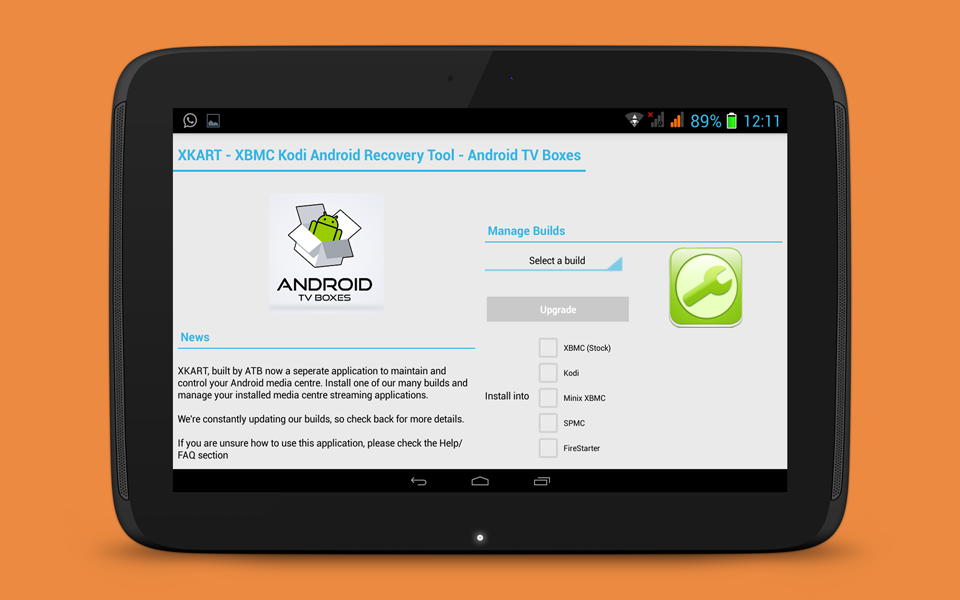 89% 12:11
XKART - XBMC Kodi Android Recovery Tool - Android TV Boxes
ANDROID
TV BOXES
News
XKART, built by ATB now a seperate application to maintain and
control your Android media centre. Install one of our many builds and
manage your installed media centre streaming applications.
We're constantly updating our builds, so check back for more details.
If you are unsure how to use this application, please check the Help/
FAQ section
Manage Builds
Select a build
Upgrade
Install into
XBMC (Stock)
Kodi
Minix XBMC
SPMC
FireStarter